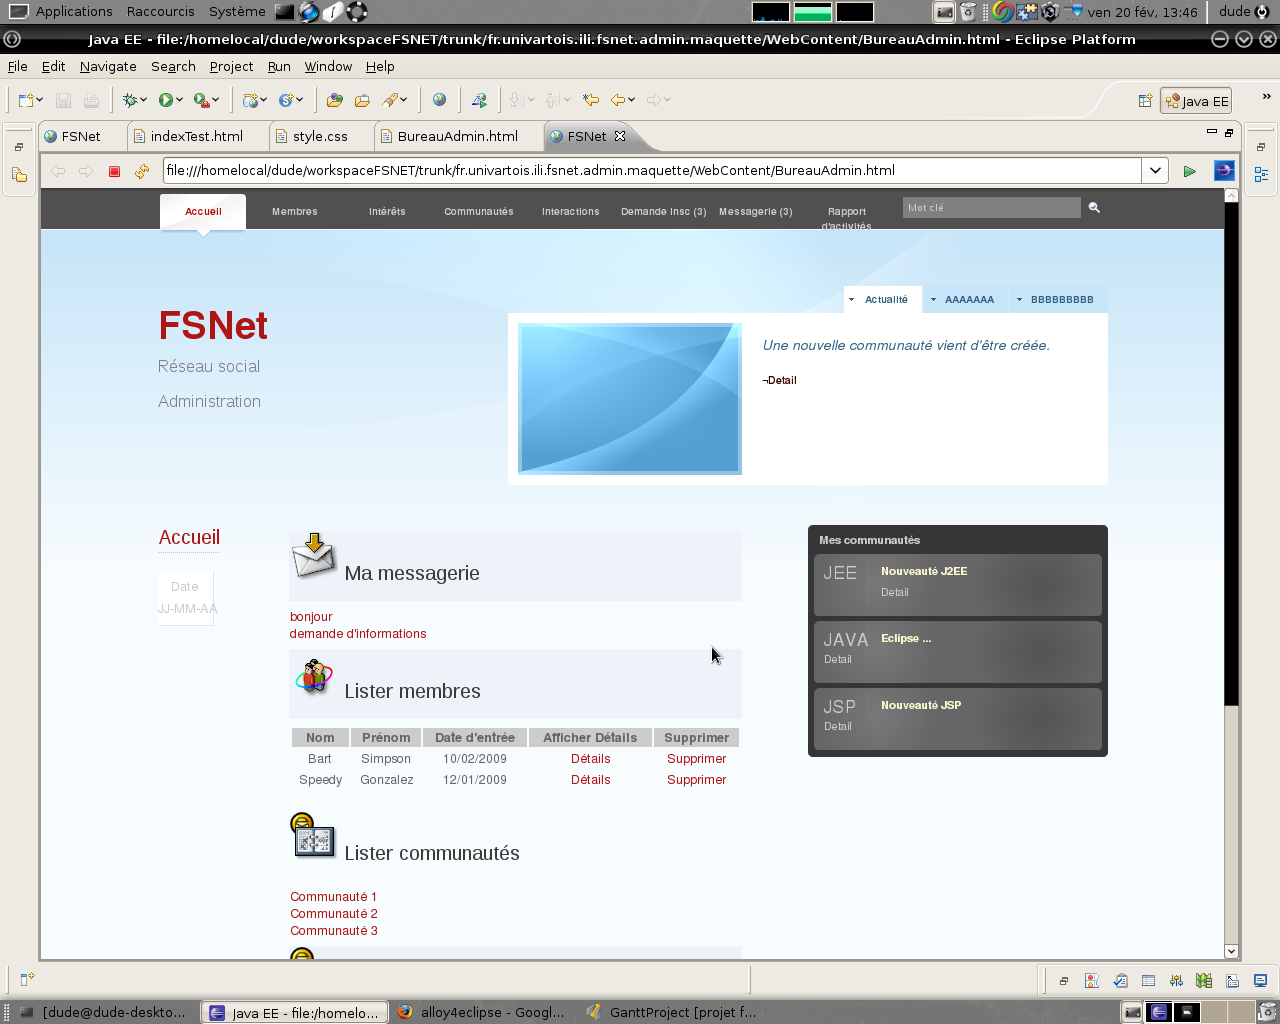 Applications Raccourcis Système ven 20 fév, 13:46 dude
Java EE - file:/homelocal/dude/workspaceFSNET/trunk/fr.univartois.ili.fsnet.admin.maquette/WebContent/BureauAdmin.html - Eclipse Platform
File Edit Navigate Search Project Run Window Help
Java EE
FSNet indexTest.html style.css BureauAdmin.html FSNet
file:///homelocal/dude/workspaceFSNET/trunk/fr.univartois.ili.fsnet.admin.maquette/WebContent/BureauAdmin.html
Accueil Membres Intérêts Communautés Interactions Demande Insc (3) Messagerie (3) Rapport d'activités Mot clé
Actualité AAAAAAA BBBBBBBBB
FSNet
Réseau social
Administration
Une nouvelle communauté vient d'être créée.
¬Detail
Accueil
Date
JJ-MM-AA
Ma messagerie
bonjour
demande d'informations
Lister membres
Nom Prénom Date d'entrée Afficher Détails Supprimer
Bart Simpson 10/02/2009 Détails Supprimer
Speedy Gonzalez 12/01/2009 Détails Supprimer
Lister communautés
Communauté 1
Communauté 2
Communauté 3
Mes communautés
JEE Nouveauté J2EE
Detail
JAVA Eclipse ...
Detail
JSP Nouveauté JSP
Detail
[dude@dude-deskto... Java EE - file:/homelo... alloy4eclipse - Googl... GanttProject [projet f...